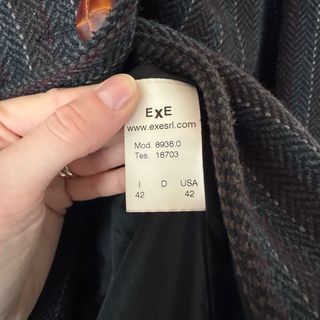 EXE
www.exesrl.com
Mod. 8938.0
Tes. 18703
I D USA
42 42